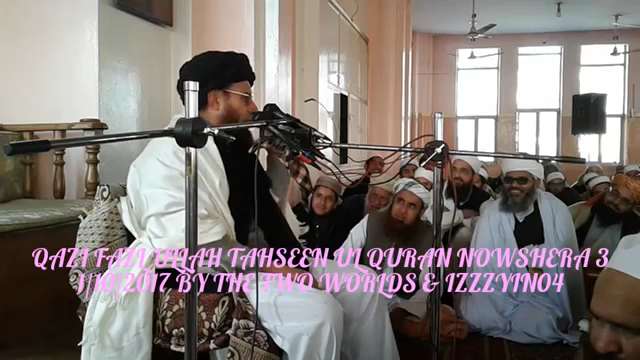 QAZI FAZL ULLAH TAHSEEN UL QURAN NOWSHERA 3
1/10/2017 BY THE TWO WORLDS & IZZZYIN04